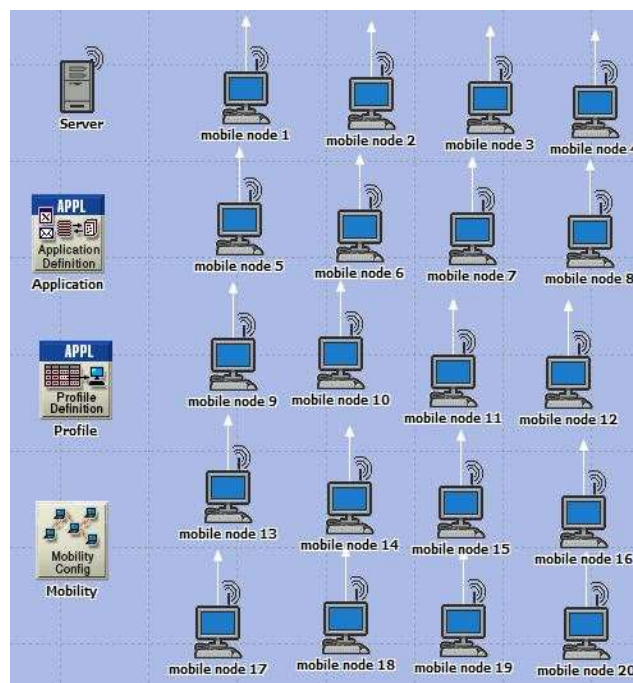 Server
mobile node 1
mobile node 2
mobile node 3
mobile node 4
APPL
Application
Definition
Application
mobile node 5
mobile node 6
mobile node 7
mobile node 8
APPL
Profile
Definition
Profile
mobile node 9
mobile node 10
mobile node 11
mobile node 12
mobile node 13
mobile node 14
mobile node 15
mobile node 16
Mobility
Config
Mobility
mobile node 17
mobile node 18
mobile node 19
mobile node 20